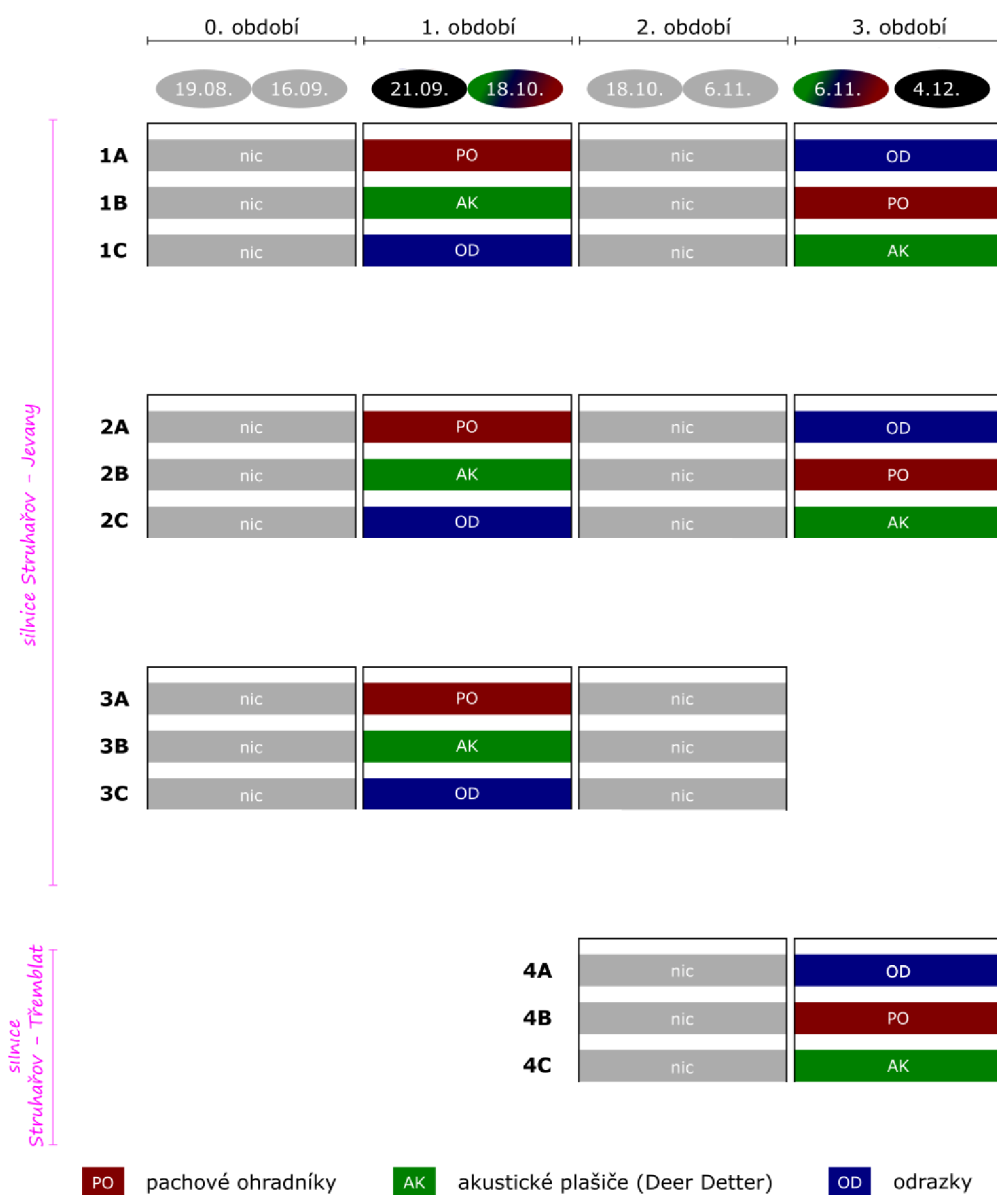 0. období 1. období 2. období 3. období
19.08. 16.09. 21.09. 18.10. 18.10. 6.11. 6.11. 4.12.
1A nic PO nic OD
1B nic AK nic PO
1C nic OD nic AK
silnice Struhařov - Jevany
2A nic PO nic OD
2B nic AK nic PO
2C nic OD nic AK
3A nic PO nic
3B nic AK nic
3C nic OD nic
silnice
Struhařov - Třemblat
4A nic OD
4B nic PO
4C nic AK
PO pachové ohradníky AK akustické plašiče (Deer Detter) OD odrazky